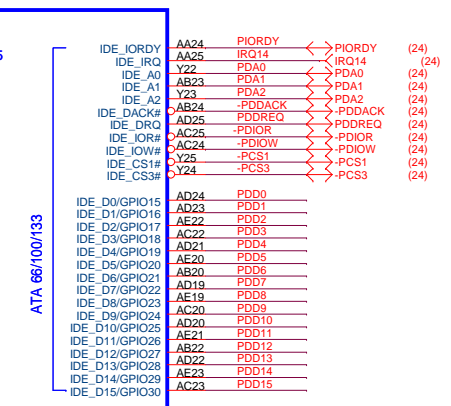 5
IDE_IORDY AA24 PIORDY PIORDY (24)
IDE_IRQ AA25 IRQ14 IRQ14 (24)
IDE_A0 Y22 PDA0 PDA0 (24)
IDE_A1 AB23 PDA1 PDA1 (24)
IDE_A2 Y23 PDA2 PDA2 (24)
IDE_DACK# AB24 -PDDACK -PDDACK (24)
IDE_DRQ AD25 PDDREQ PDDREQ (24)
IDE_IOR# AC25 -PDIOR -PDIOR (24)
IDE_IOW# AC24 -PDIOW -PDIOW (24)
IDE_CS1# Y25 -PCS1 -PCS1 (24)
IDE_CS3# Y24 -PCS3 -PCS3 (24)
ATA 66/100/133
IDE_D0/GPIO15 AD24 PDD0
IDE_D1/GPIO16 AD23 PDD1
IDE_D2/GPIO17 AE22 PDD2
IDE_D3/GPIO18 AC22 PDD3
IDE_D4/GPIO19 AD21 PDD4
IDE_D5/GPIO20 AE20 PDD5
IDE_D6/GPIO21 AB20 PDD6
IDE_D7/GPIO22 AD19 PDD7
IDE_D8/GPIO23 AE19 PDD8
IDE_D9/GPIO24 AC20 PDD9
IDE_D10/GPIO25 AD20 PDD10
IDE_D11/GPIO26 AE21 PDD11
IDE_D12/GPIO27 AB22 PDD12
IDE_D13/GPIO28 AD22 PDD13
IDE_D14/GPIO29 AE23 PDD14
IDE_D15/GPIO30 AC23 PDD15